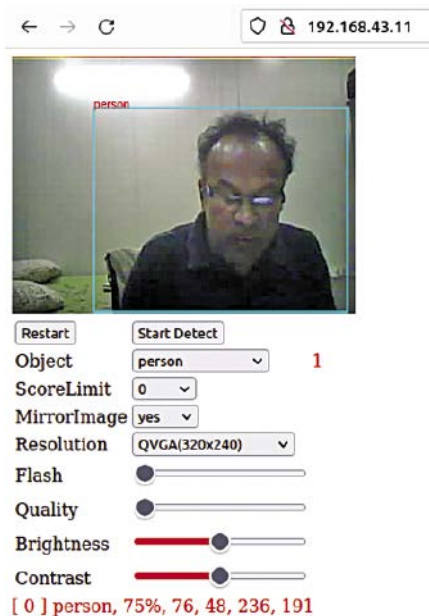 192.168.43.11
person
Restart Start Detect
Object person 1
ScoreLimit 0
MirrorImage yes
Resolution QVGA(320x240)
Flash
Quality
Brightness
Contrast
[ 0 ] person, 75%, 76, 48, 236, 191